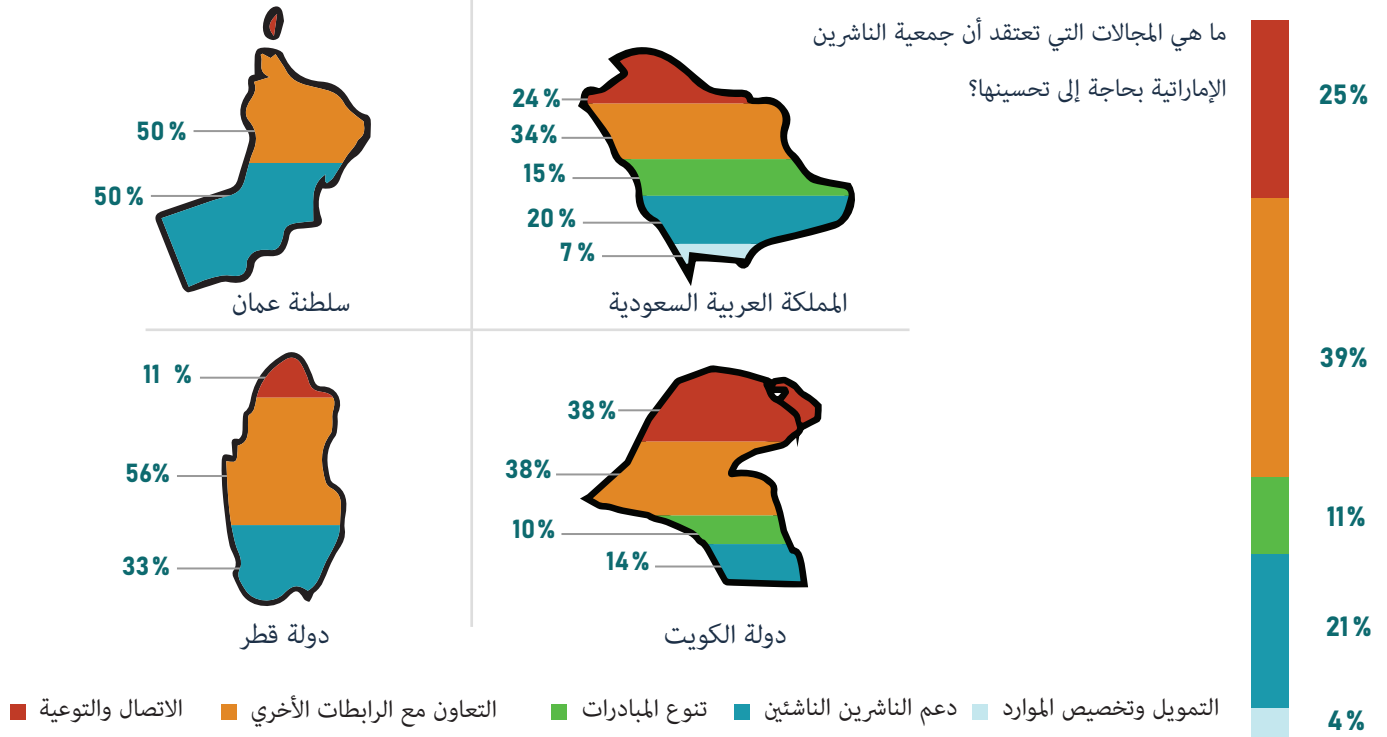 ما هي المجالات التي تعتقد أن جمعية الناشرين
الإماراتية بحاجة إلى تحسينها؟
25%
39%
11%
21%
4%
24%
34%
15%
20%
7%
المملكة العربية السعودية
50%
50%
سلطنة عمان
38%
38%
10%
14%
دولة الكويت
11 %
56%
33%
دولة قطر
التمويل وتخصيص الموارد
دعم الناشرين الناشئين
تنوع المبادرات
التعاون مع الرابطات الأخري
الاتصال والتوعية